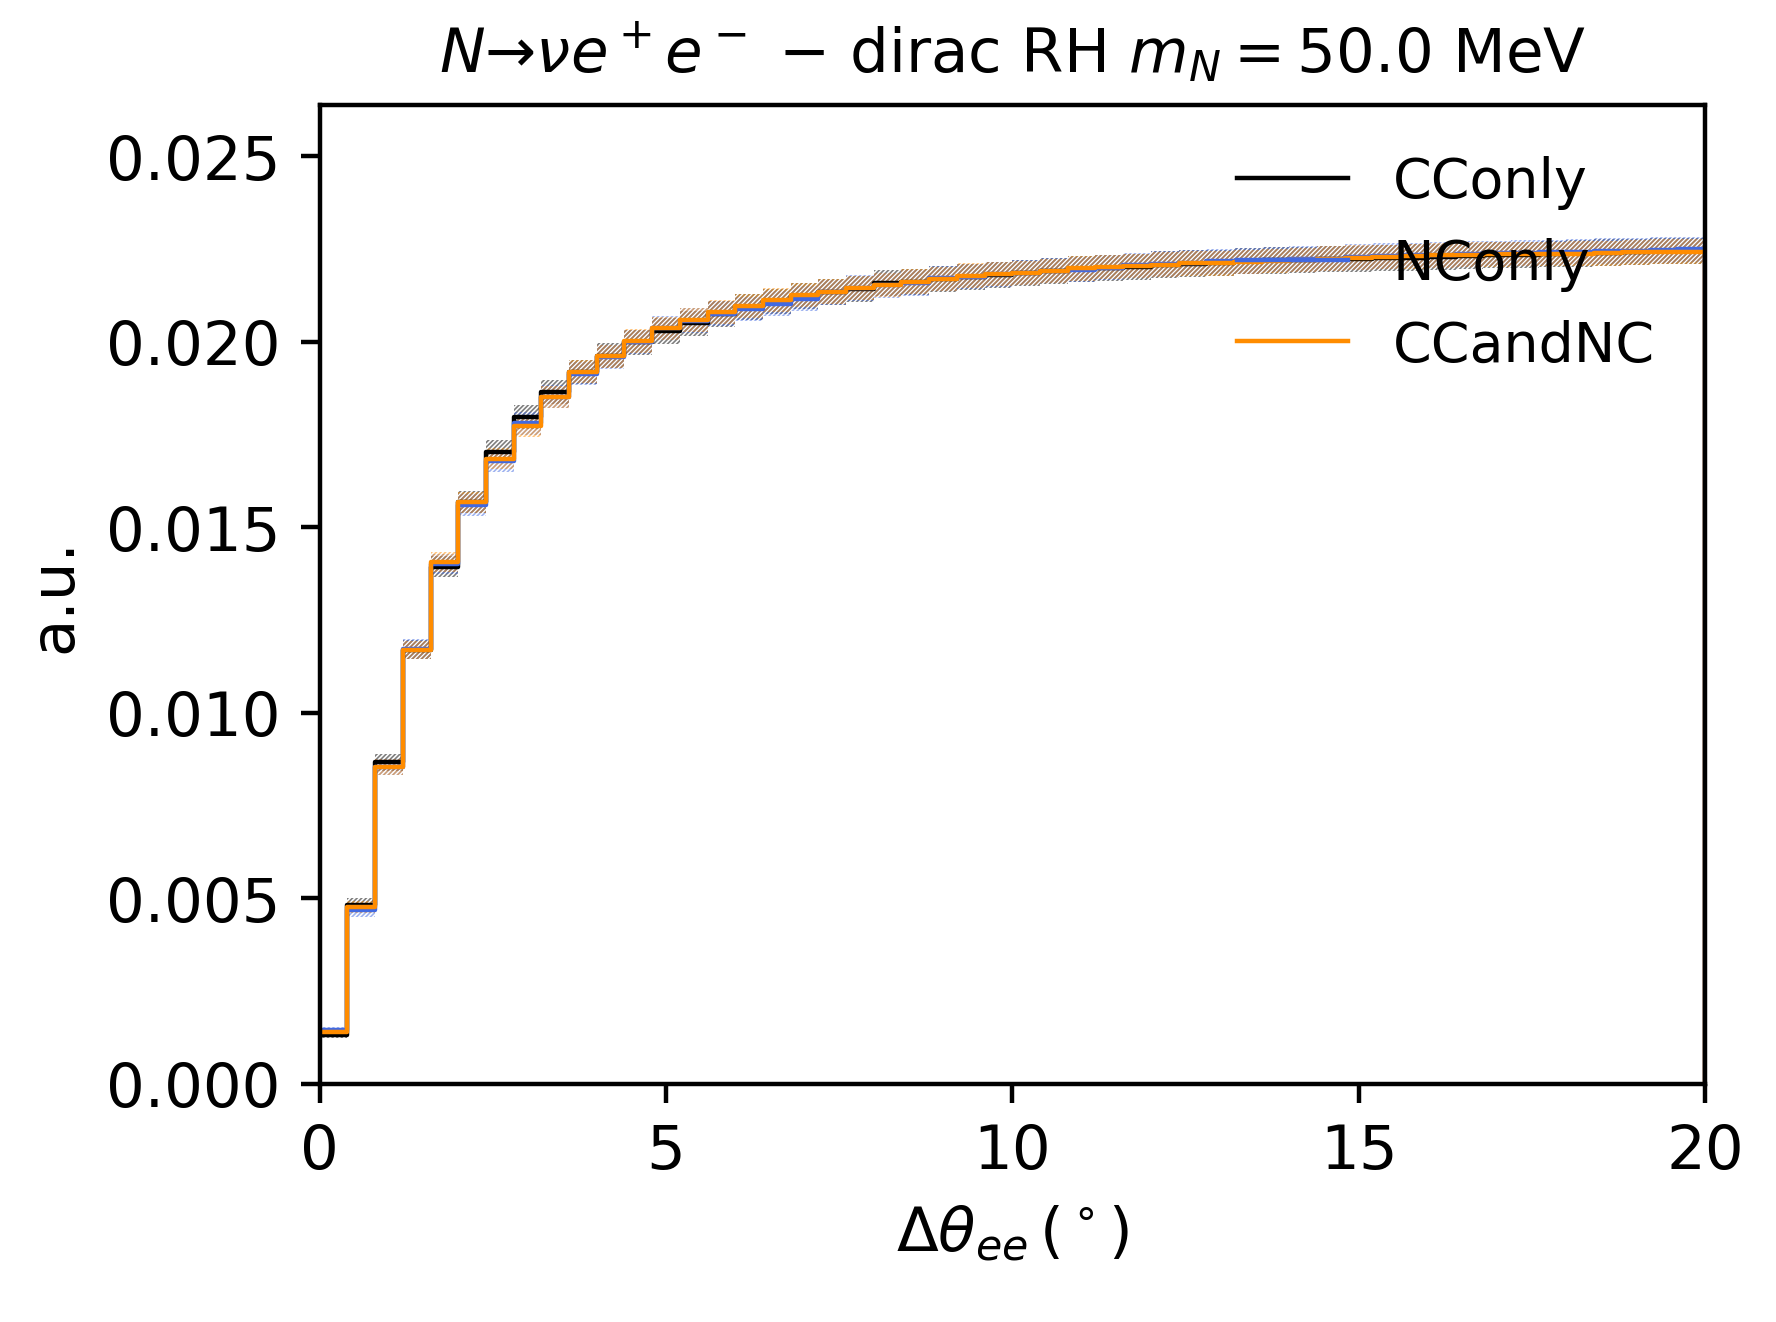 N→νe⁺e⁻ − dirac RH m_N = 50.0 MeV
0.025
0.020
0.015
0.010
0.005
0.000
a.u.
CConly
NConly
CCandNC
0 5 10 15 20
Δθ_ee (°)